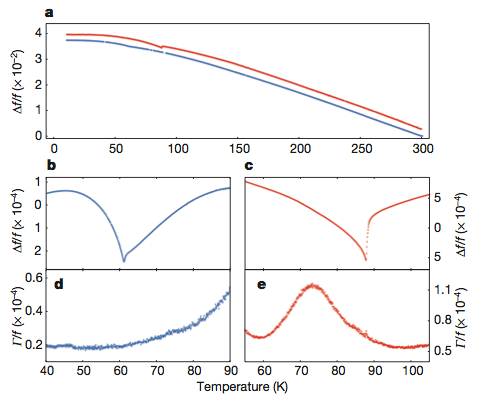 a
Δf/f (× 10⁻²)
4
3
2
1
0
0 50 100 150 200 250 300
b
c
Δf/f (× 10⁻⁴)
1
0
1
2
5
0
5
Δf/f (× 10⁻⁴)
d
e
Γ/f (× 10⁻⁴)
0.6
0.4
0.2
1.1
0.8
0.5
Γ/f (× 10⁻⁴)
40 50 60 70 80 90
60 70 80 90 100
Temperature (K)